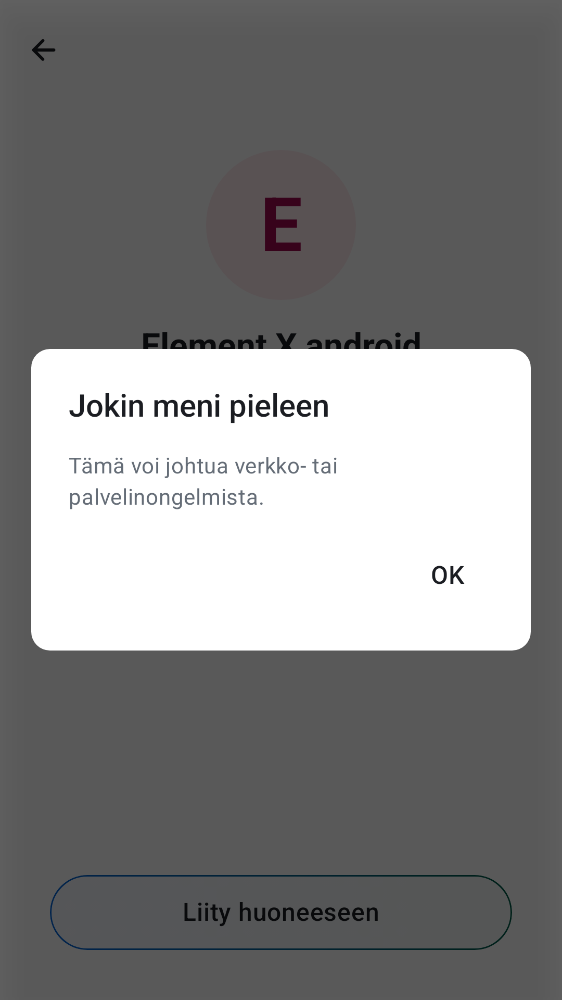 E
Element X android
Jokin meni pieleen
Tämä voi johtua verkko- tai
palvelinongelmista.
OK
Liity huoneeseen